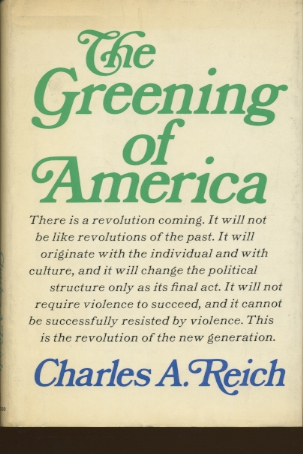 The
Greening
of
America
There is a revolution coming. It will not
be like revolutions of the past. It will
originate with the individual and with
culture, and it will change the political
structure only as its final act. It will not
require violence to succeed, and it cannot
be successfully resisted by violence. This
is the revolution of the new generation.
Charles A. Reich